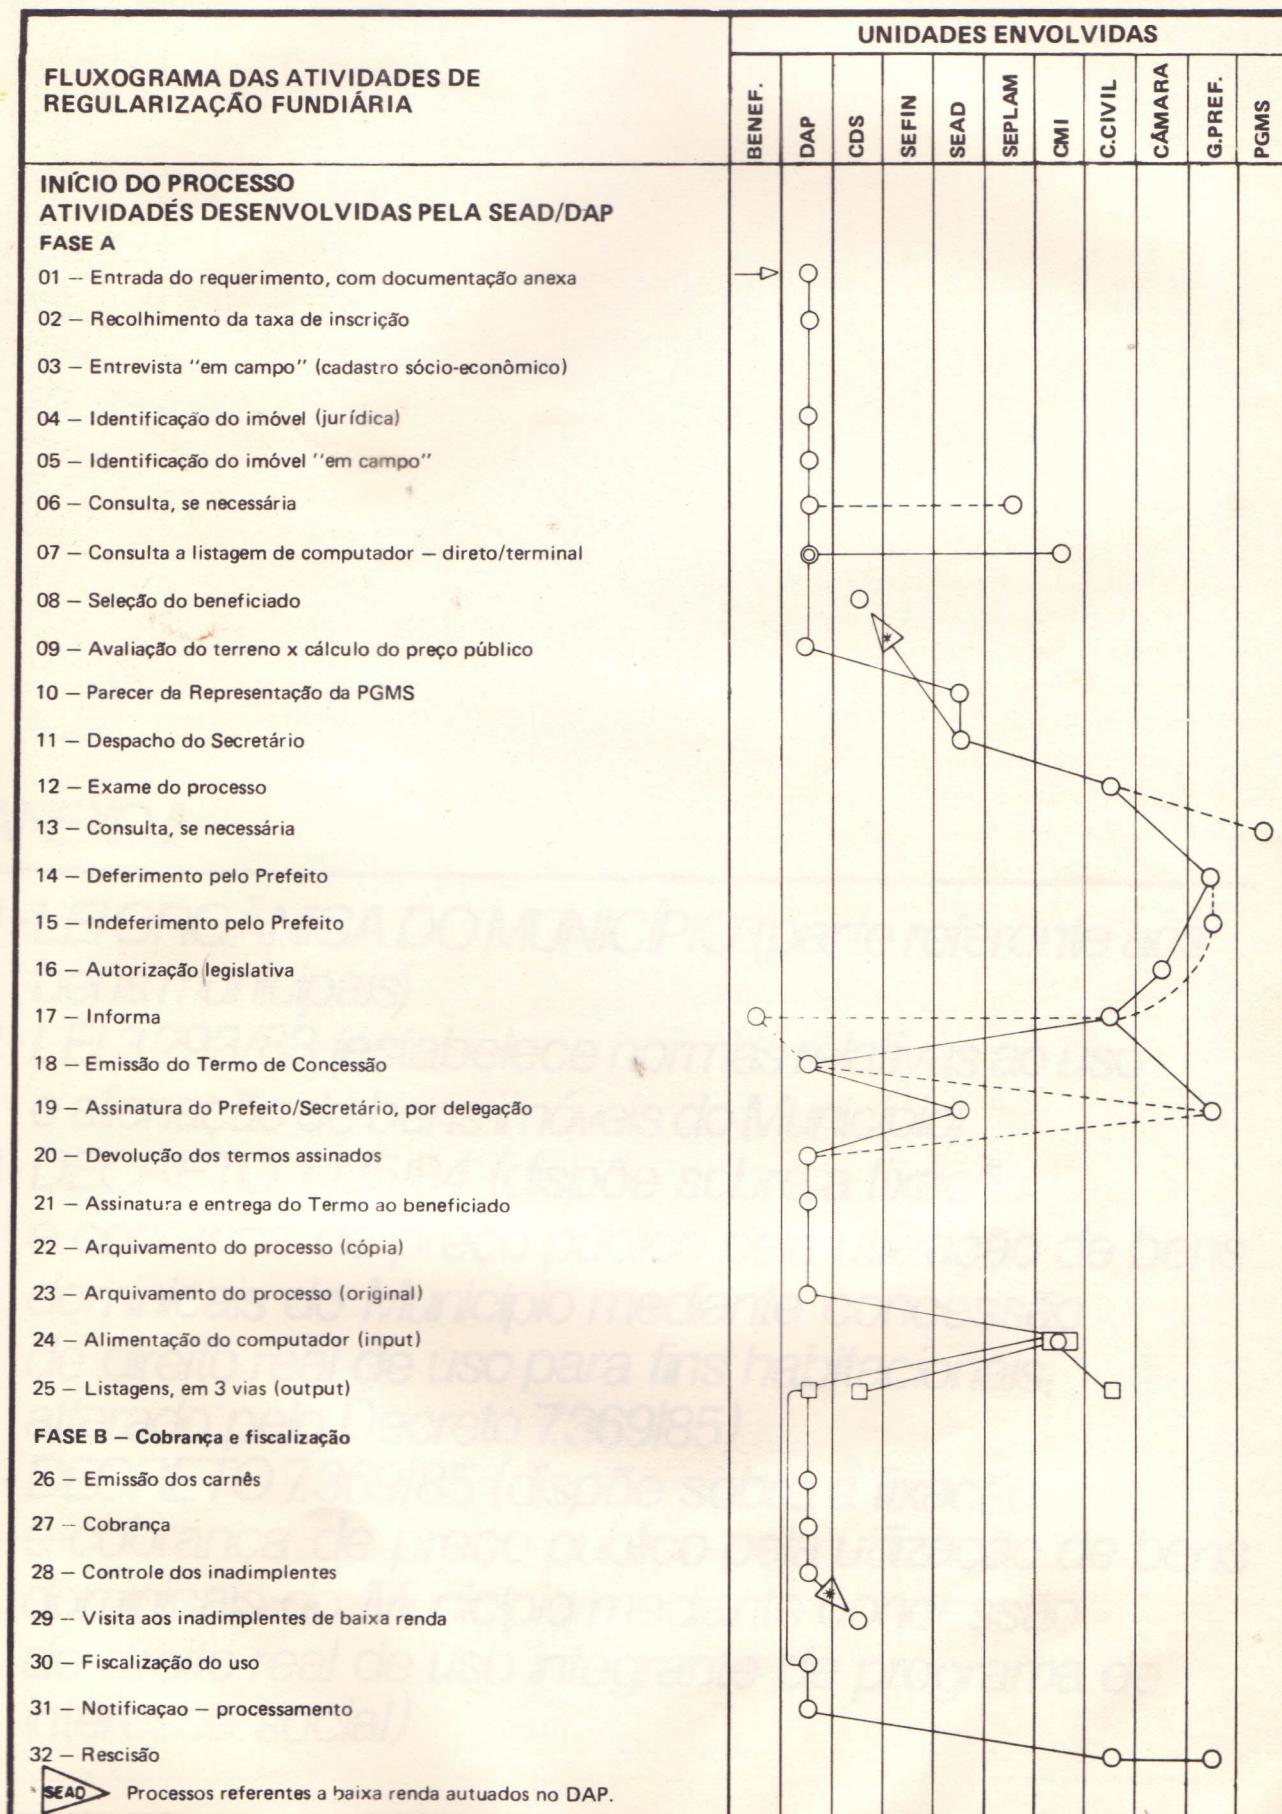 UNIDADES ENVOLVIDAS
FLUXOGRAMA DAS ATIVIDADES DE
REGULARIZAÇÃO FUNDIÁRIA
BENEF.
DAP
CDS
SEFIN
SEAD
SEPLAM
CMI
C.CIVIL
CÂMARA
G.PREF.
PGMS
INÍCIO DO PROCESSO
ATIVIDADES DESENVOLVIDAS PELA SEAD/DAP
FASE A
01 — Entrada do requerimento, com documentação anexa
02 — Recolhimento da taxa de inscrição
03 — Entrevista "em campo" (cadastro sócio-econômico)
04 — Identificação do imóvel (jurídica)
05 — Identificação do imóvel "em campo"
06 — Consulta, se necessária
07 — Consulta a listagem de computador — direto/terminal
08 — Seleção do beneficiado
09 — Avaliação do terreno x cálculo do preço público
10 — Parecer da Representação da PGMS
11 — Despacho do Secretário
12 — Exame do processo
13 — Consulta, se necessária
14 — Deferimento pelo Prefeito
15 — Indeferimento pelo Prefeito
16 — Autorização legislativa
17 — Informa
18 — Emissão do Termo de Concessão
19 — Assinatura do Prefeito/Secretário, por delegação
20 — Devolução dos termos assinados
21 — Assinatura e entrega do Termo ao beneficiado
22 — Arquivamento do processo (cópia)
23 — Arquivamento do processo (original)
24 — Alimentação do computador (input)
25 — Listagens, em 3 vias (output)
FASE B — Cobrança e fiscalização
26 — Emissão dos carnês
27 — Cobrança
28 — Controle dos inadimplentes
29 — Visita aos inadimplentes de baixa renda
30 — Fiscalização do uso
31 — Notificaçao — processamento
32 — Rescisão
* SEAD Processos referentes a baixa renda autuados no DAP.